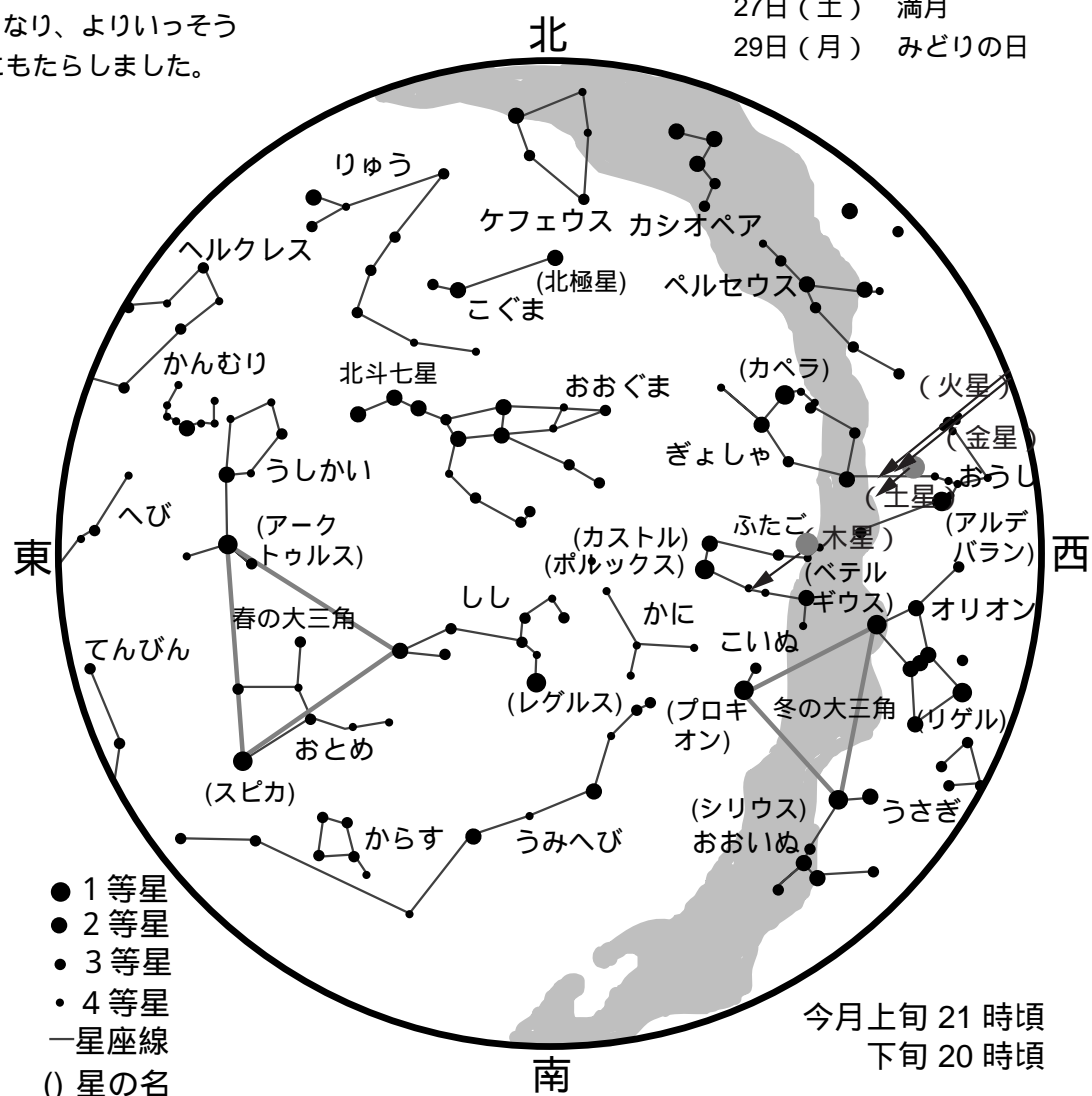 なり、よりいっそう
にもたらしました。
27日（土）　満月
29日（月）　みどりの日
北
りゅう
ケフェウス
カシオペア
ヘルクレス
(北極星)
こぐま
ペルセウス
かんむり
北斗七星
おおぐま
(カペラ)
（火星）
（金星）
うしかい
ぎょしゃ
おうし
（土星）
へび
(アーク
トゥルス)
(カストル)
(ポルックス)
ふたご
（木星）
(アルデ
バラン)
東
西
(ベテル
ギウス)
春の大三角
しし
かに
こいぬ
オリオン
てんびん
(レグルス)
(プロキ
オン)
冬の大三角
(リゲル)
おとめ
(スピカ)
(シリウス)
うさぎ
からす
うみへび
おおいぬ
1 等星
2 等星
3 等星
4 等星
星座線
() 星の名
今月上旬 21 時頃
下旬 20 時頃
南